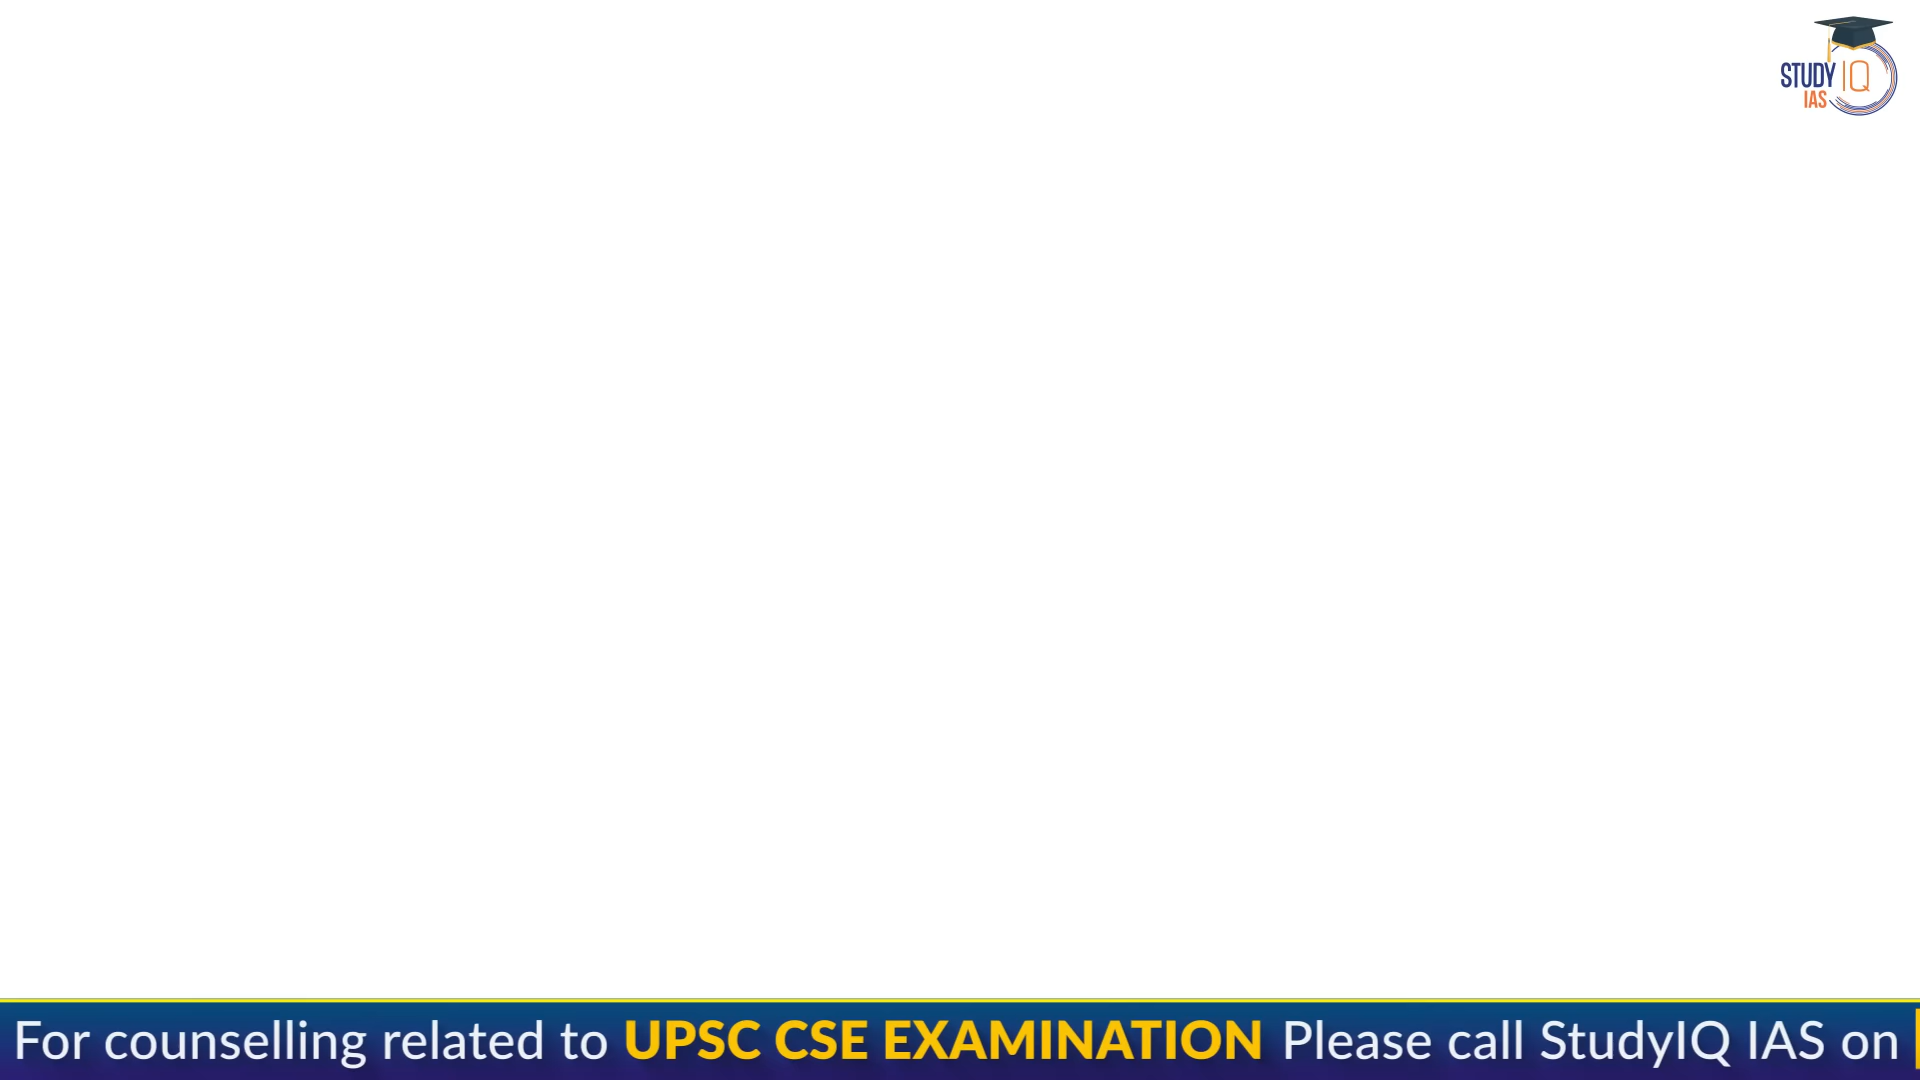 STUDY IQ
IAS
For counselling related to UPSC CSE EXAMINATION Please call StudyIQ IAS on